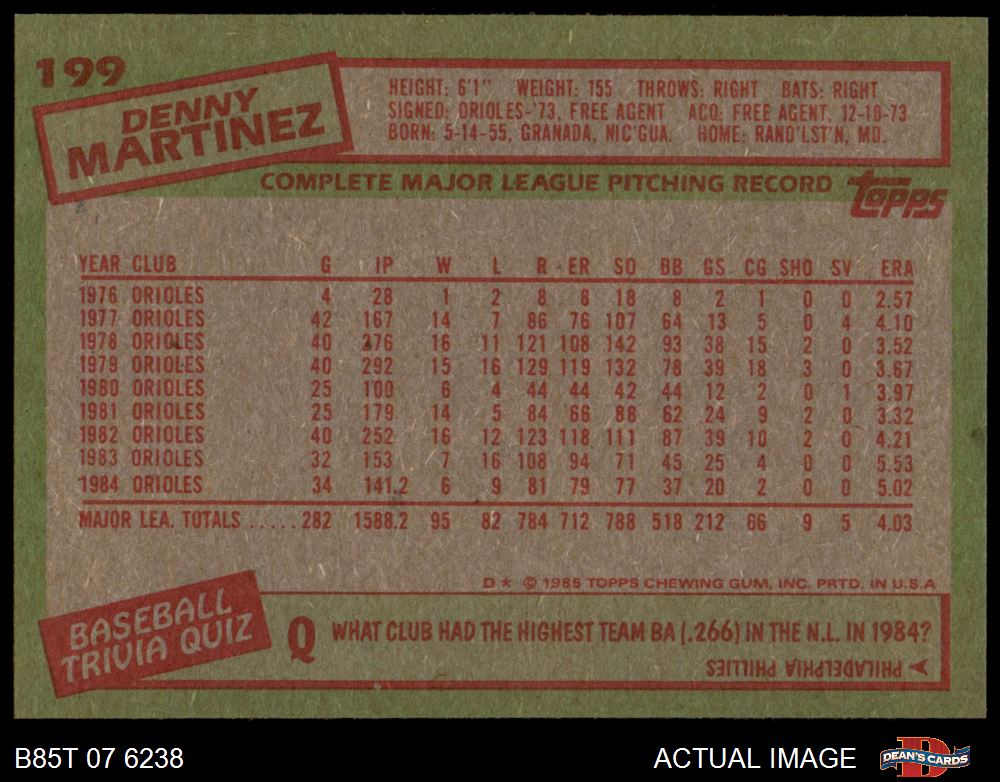 199
DENNY
MARTINEZ
HEIGHT: 6'1" WEIGHT: 155 THROWS: RIGHT BATS: RIGHT
SIGNED: ORIOLES-'73, FREE AGENT ACQ: FREE AGENT, 12-10-73
BORN: 5-14-55, GRANADA, NIC'GUA. HOME: RAND'LST'N, MD.
COMPLETE MAJOR LEAGUE PITCHING RECORD topps
YEAR CLUB G IP W L R ER SO BB GS CG SHO SV ERA
1976 ORIOLES 4 28 1 2 8 8 18 8 2 1 0 0 2.57
1977 ORIOLES 42 167 14 7 86 76 107 64 13 5 0 4 4.10
1978 ORIOLES 40 276 16 11 121 108 142 93 38 15 2 0 3.52
1979 ORIOLES 40 292 15 16 129 119 132 78 39 18 3 0 3.67
1980 ORIOLES 25 100 6 4 44 44 42 44 12 2 0 1 3.97
1981 ORIOLES 25 179 14 5 84 66 88 62 24 9 2 0 3.32
1982 ORIOLES 40 252 16 12 123 118 111 87 39 10 2 0 4.21
1983 ORIOLES 32 153 7 16 108 94 71 45 25 4 0 0 5.53
1984 ORIOLES 34 141.2 6 9 81 79 77 37 20 2 0 0 5.02
MAJOR LEA. TOTALS ..... 282 1588.2 95 82 784 712 788 518 212 66 9 5 4.03
D★ © 1985 TOPPS CHEWING GUM, INC. PRTD. IN U.S.A
BASEBALL
TRIVIA QUIZ
Q WHAT CLUB HAD THE HIGHEST TEAM BA (.266) IN THE N.L. IN 1984?
PHILADELPHIA PHILLIES
B85T 07 6238
ACTUAL IMAGE
DEAN'S CARDS